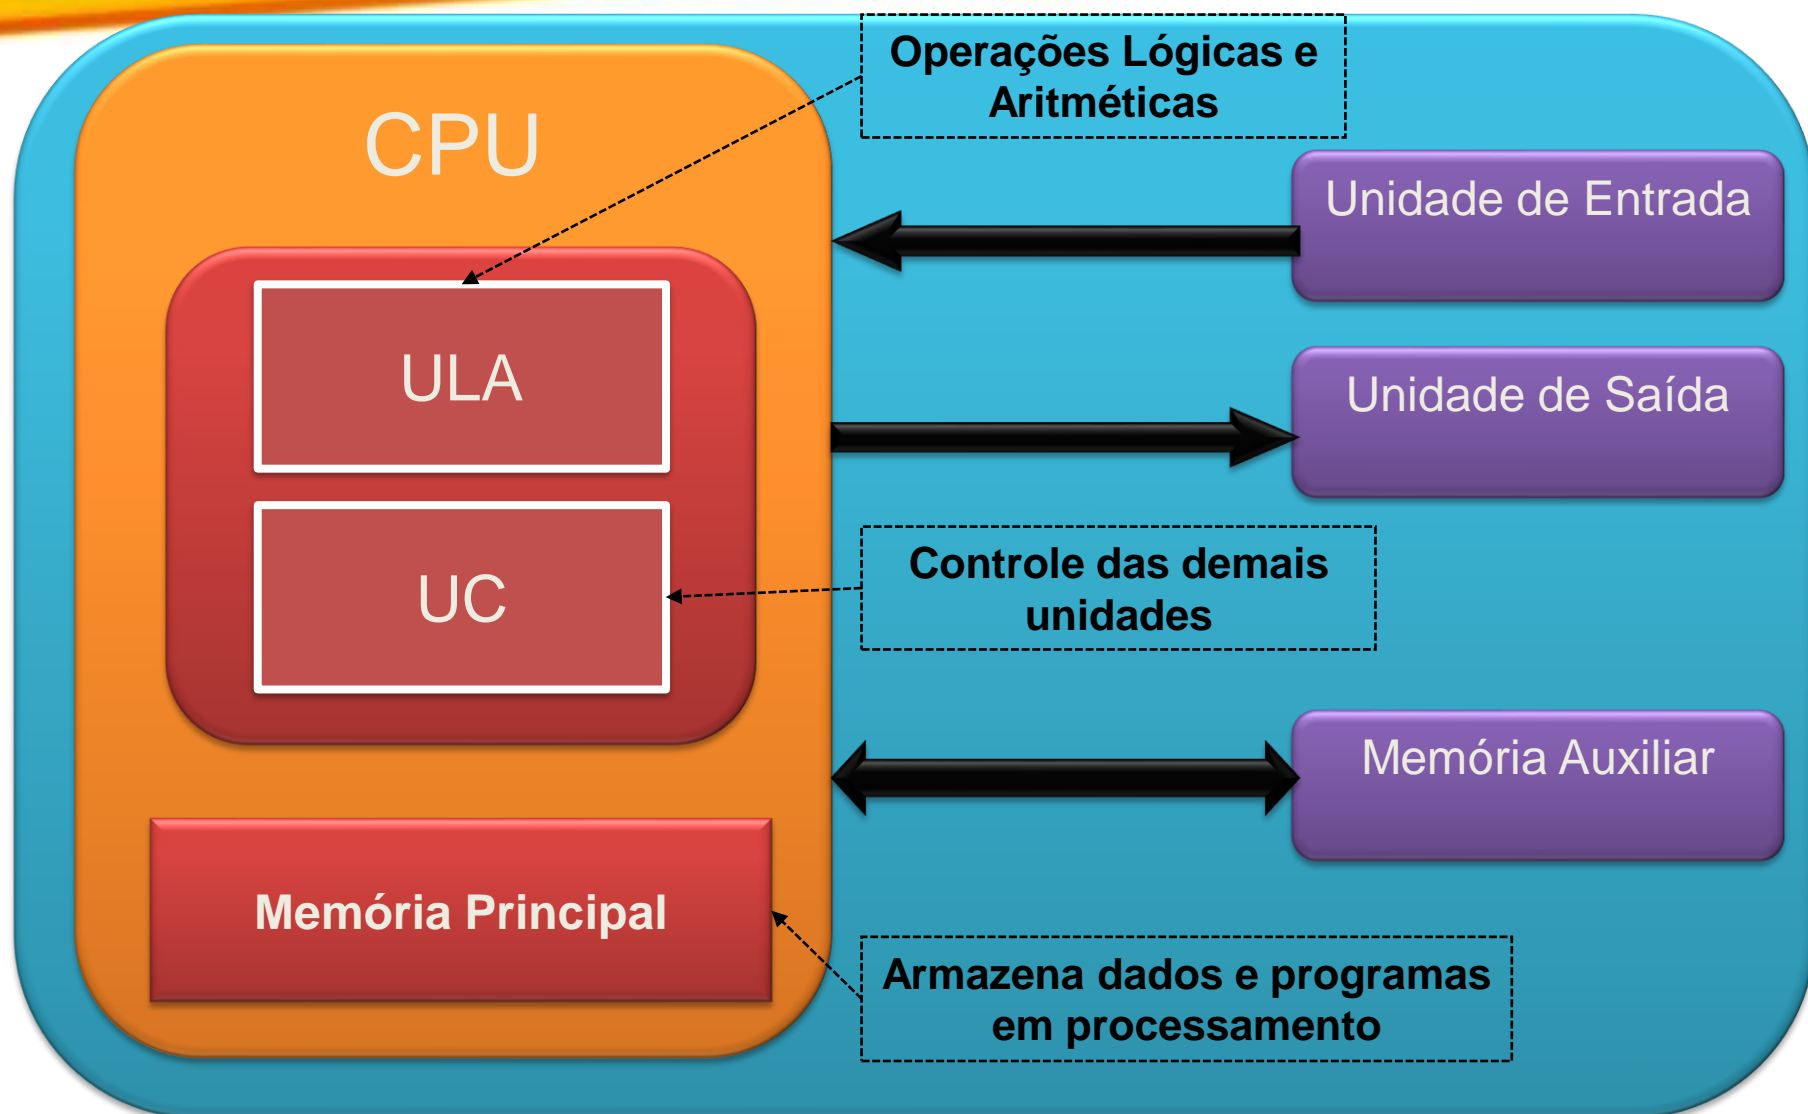 Operações Lógicas e
Aritméticas
CPU
Unidade de Entrada
ULA
Unidade de Saída
Controle das demais
unidades
UC
Memória Auxiliar
Memória Principal
Armazena dados e programas
em processamento